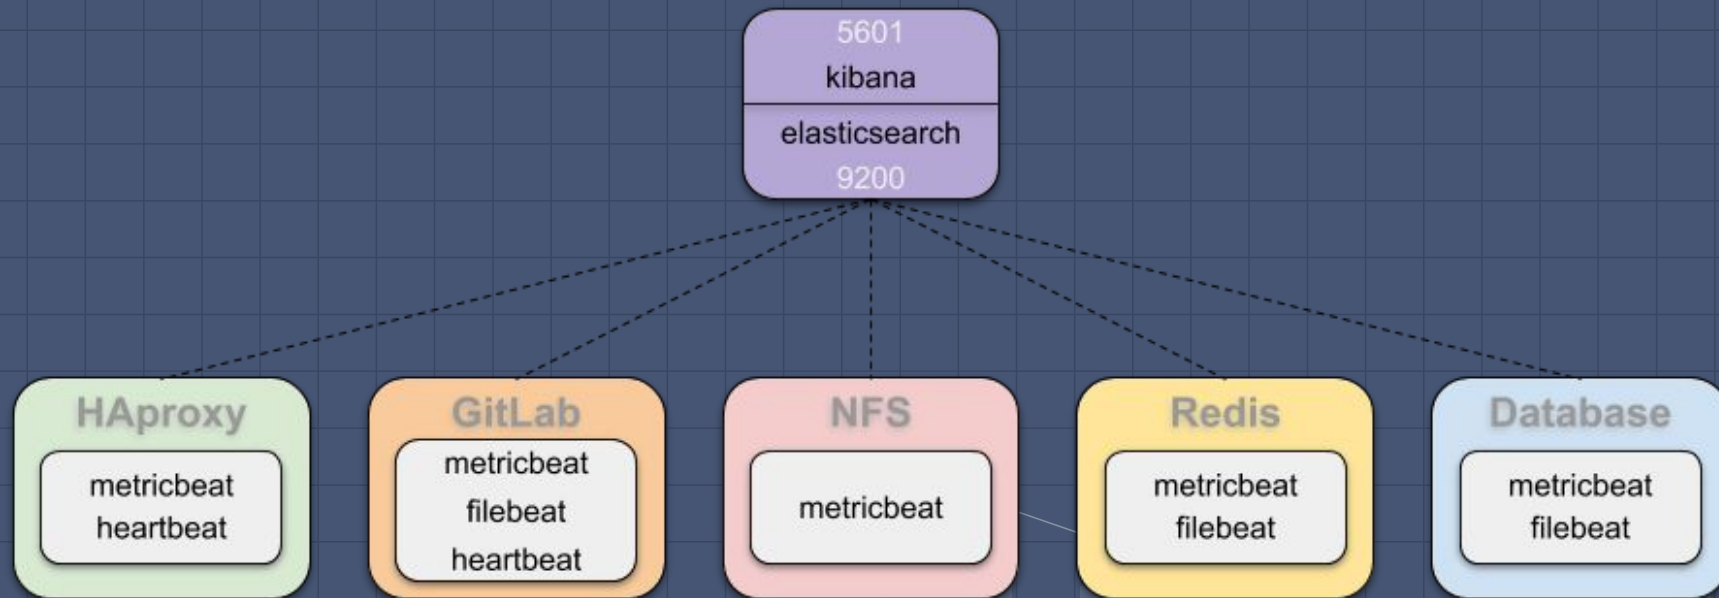 5601
kibana
elasticsearch
9200
HAproxy
metricbeat
heartbeat
GitLab
metricbeat
filebeat
heartbeat
NFS
metricbeat
Redis
metricbeat
filebeat
Database
metricbeat
filebeat